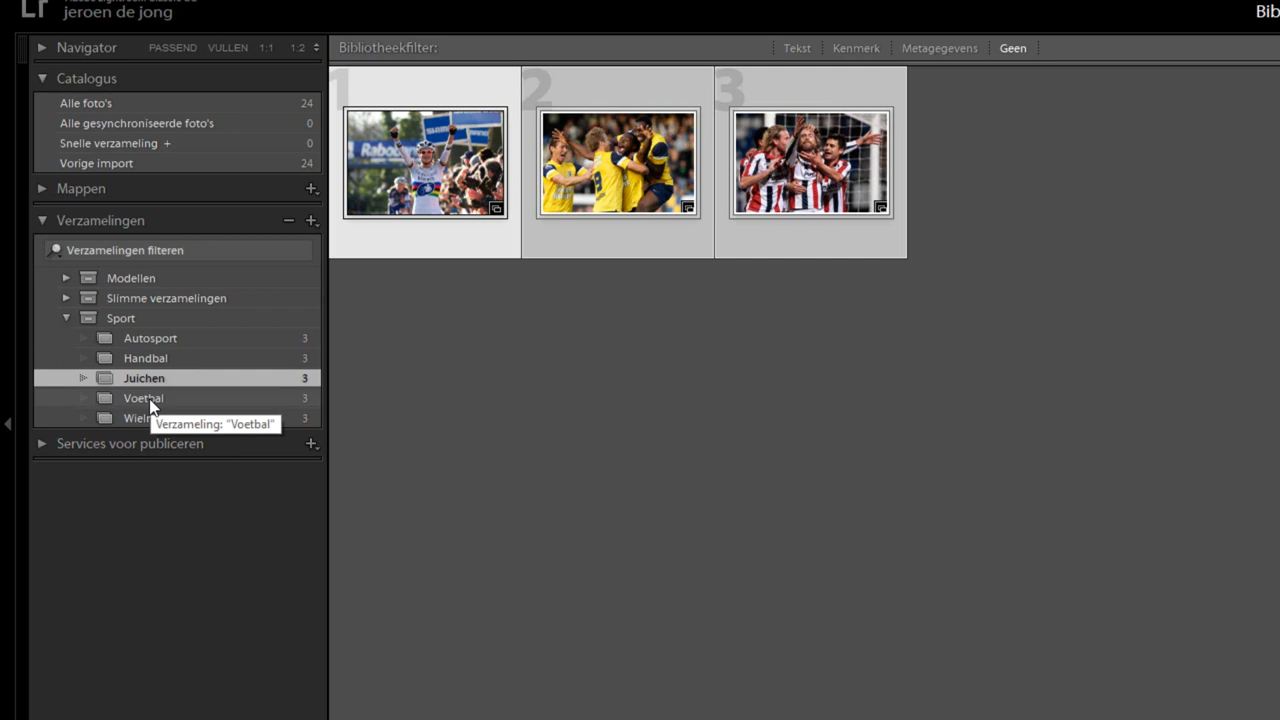 Lr
jeroen de jong
Bib
Navigator PASSEND VULLEN 1:1 1:2
Bibliotheekfilter: Tekst Kenmerk Metagegevens Geen
Catalogus
Alle foto's 24
Alle gesynchroniseerde foto's 0
Snelle verzameling + 0
Vorige import 24
Mappen
Verzamelingen
Verzamelingen filteren
Modellen
Slimme verzamelingen
Sport
Autosport 3
Handbal 3
Juichen 3
Voetbal 3
Verzameling: "Voetbal"
3
Services voor publiceren
1 2 3